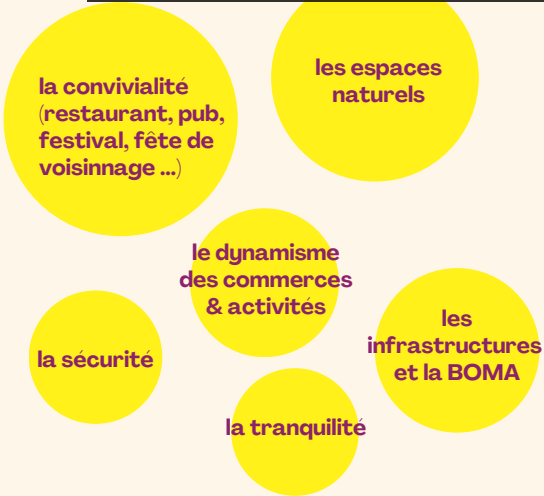 la convivialité
(restaurant, pub,
festival, fête de
voisinnage ...)
les espaces
naturels
le dynamisme
des commerces
& activités
la sécurité
les
infrastructures
et la BOMA
la tranquilité